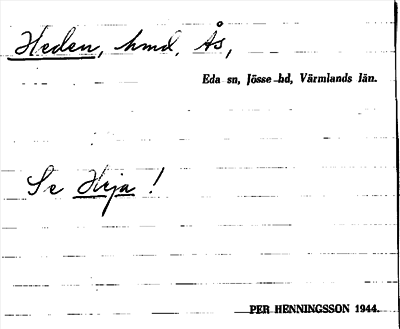 Heden, hmd, Ås,
Eda sn, Jösse hd, Värmlands län.
Se Heja !
PER HENNINGSSON 1944.